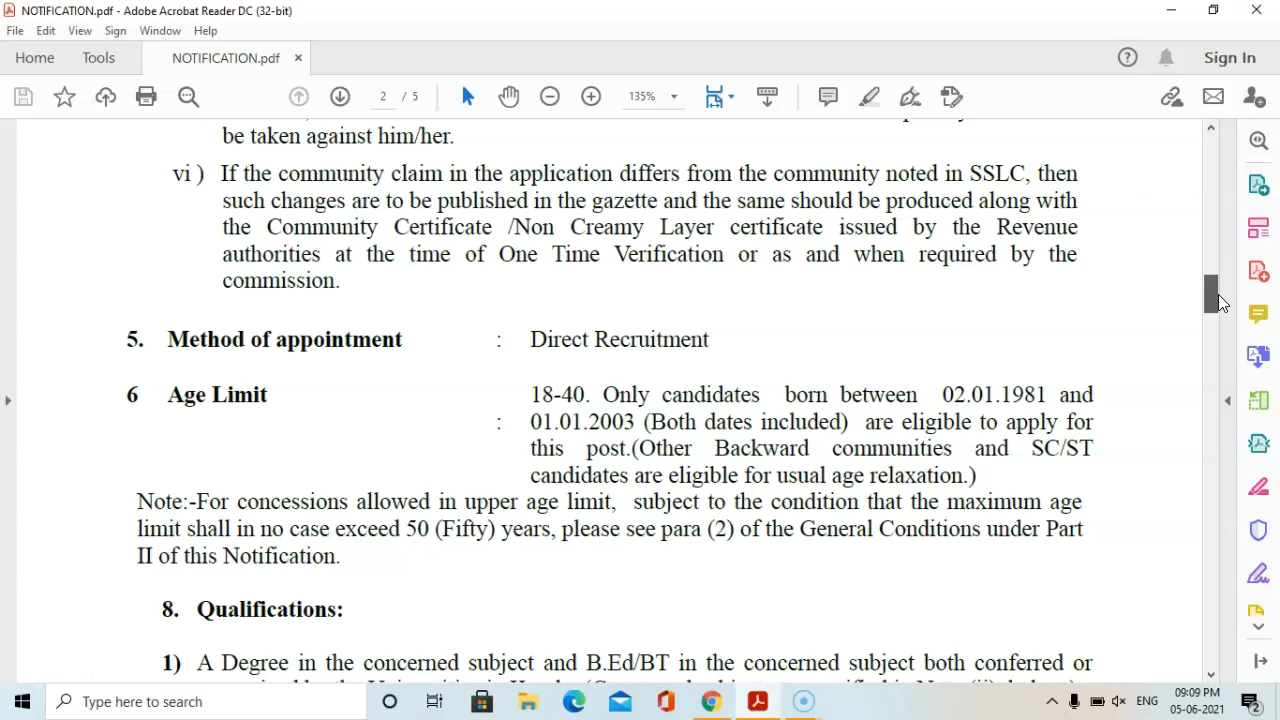 NOTIFICATION.pdf - Adobe Acrobat Reader DC (32-bit)
File Edit View Sign Window Help
Home Tools NOTIFICATION.pdf × Sign In
2 / 5 135%
be taken against him/her.
vi ) If the community claim in the application differs from the community noted in SSLC, then
such changes are to be published in the gazette and the same should be produced along with
the Community Certificate /Non Creamy Layer certificate issued by the Revenue
authorities at the time of One Time Verification or as and when required by the
commission.
5. Method of appointment : Direct Recruitment
6 Age Limit 18-40. Only candidates born between 02.01.1981 and
: 01.01.2003 (Both dates included) are eligible to apply for
this post.(Other Backward communities and SC/ST
candidates are eligible for usual age relaxation.)
Note:-For concessions allowed in upper age limit, subject to the condition that the maximum age
limit shall in no case exceed 50 (Fifty) years, please see para (2) of the General Conditions under Part
II of this Notification.
8. Qualifications:
1) A Degree in the concerned subject and B.Ed/BT in the concerned subject both conferred or
Type here to search
ENG
09:09 PM
05-06-2021
2